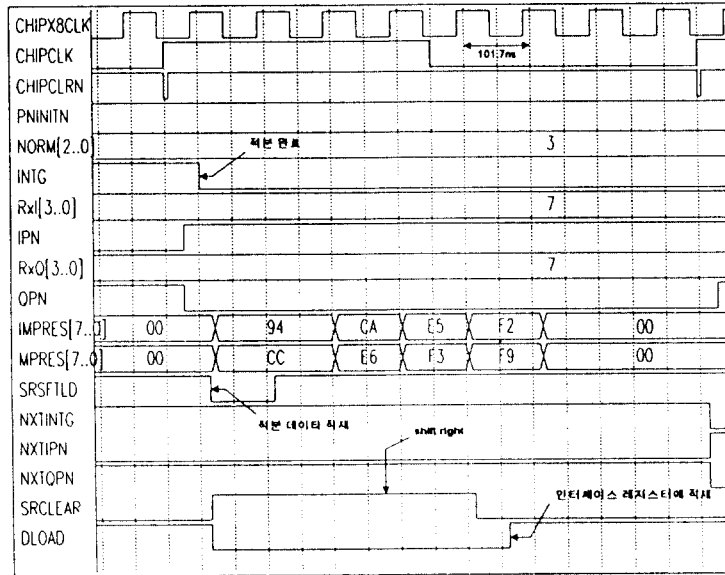 CHIPX8CLK
CHIPCLK
101.7ns
CHIPCLRN
PNINITN
NORM[2..0] 3
적분 완료
INTG
RxI[3..0] 7
IPN
RxQ[3..0] 7
QPN
IMPRES[7..0] 00 94 CA E5 F2 00
MPRES[7..0] 00 CC E6 F3 F9 00
SRSFTLD
NXTINTG
적분 데이타 적재
shift right
NXTIPN
NXTQPN
SRCLEAR
인터페이스 레지스터에 적재
DLOAD